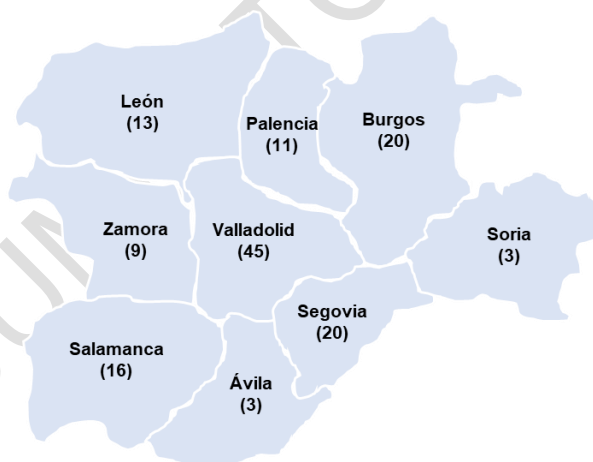 León
(13)
Palencia
(11)
Burgos
(20)
Zamora
(9)
Valladolid
(45)
Soria
(3)
Segovia
(20)
Salamanca
(16)
Ávila
(3)